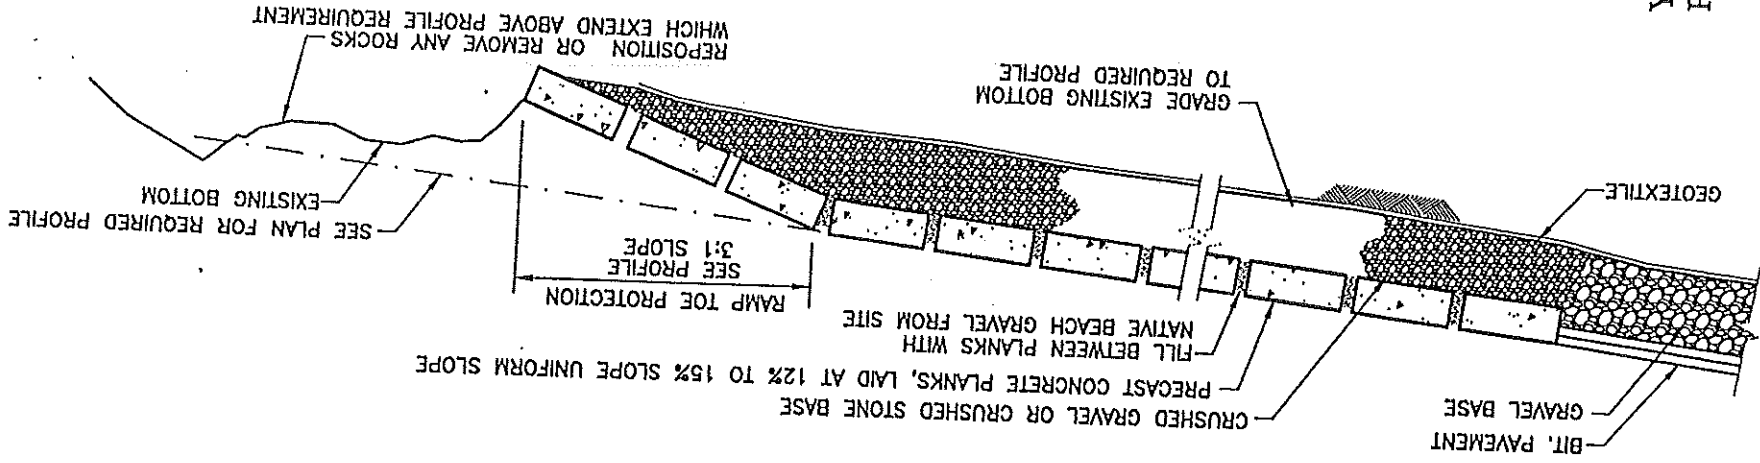 BIT. PAVEMENT
GRAVEL BASE
CRUSHED GRAVEL OR CRUSHED STONE BASE
PRECAST CONCRETE PLANKS, LAID AT 12% TO 15% SLOPE UNIFORM SLOPE
FILL BETWEEN PLANKS WITH
NATIVE BEACH GRAVEL FROM SITE
RAMP TOE PROTECTION
SEE PROFILE
3:1 SLOPE
SEE PLAN FOR REQUIRED PROFILE
EXISTING BOTTOM
GEOTEXTILE
GRADE EXISTING BOTTOM
TO REQUIRED PROFILE
REPOSITION OR REMOVE ANY ROCKS
WHICH EXTEND ABOVE PROFILE REQUIREMENT